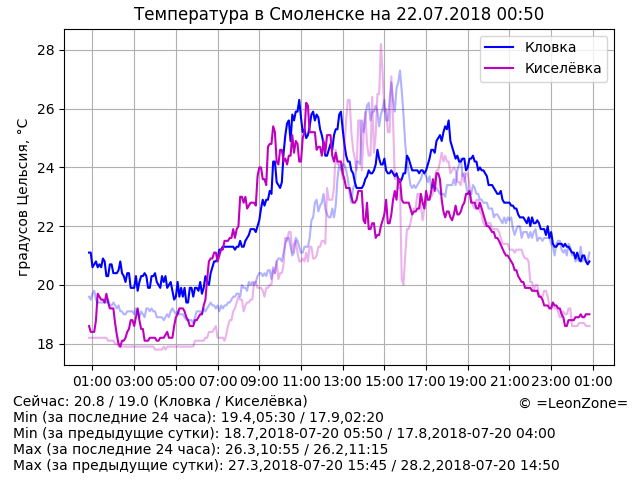 Температура в Смоленске на 22.07.2018 00:50
Кловка
Киселёвка
градусов Цельсия, °C
28
26
24
22
20
18
01:00 03:00 05:00 07:00 09:00 11:00 13:00 15:00 17:00 19:00 21:00 23:00 01:00
Сейчас: 20.8 / 19.0 (Кловка / Киселёвка)
© =LeonZone=
Min (за последние 24 часа): 19.4,05:30 / 17.9,02:20
Min (за предыдущие сутки): 18.7,2018-07-20 05:50 / 17.8,2018-07-20 04:00
Max (за последние 24 часа): 26.3,10:55 / 26.2,11:15
Max (за предыдущие сутки): 27.3,2018-07-20 15:45 / 28.2,2018-07-20 14:50